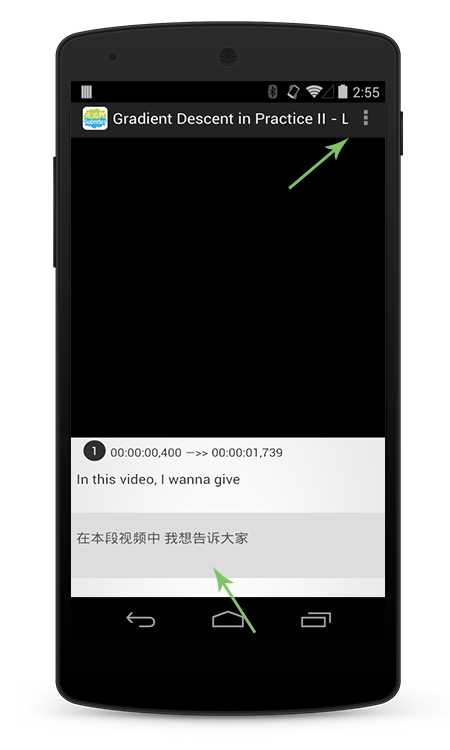 2:55
Gradient Descent in Practice II - L
1 00:00:00,400 —>> 00:00:01,739
In this video, I wanna give
在本段视频中 我想告诉大家